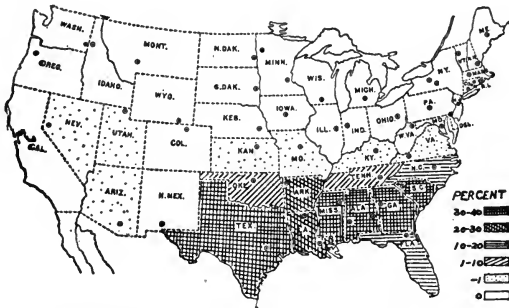 WASH.
OREG.
CAL.
NEV.
IDAHO.
MONT.
WYO.
UTAH.
ARIZ.
COL.
N.MEX.
N.DAK.
S.DAK.
KAN.
OKL.
TEX
MINN.
IOWA.
MO.
ARK
LA
WIS.
ILL.
MICH.
IND.
OHIO.
KY.
TENN
MISS
ALA
GA
FLA.
S.C.
N.C.
VA.
W.VA.
PA.
N.Y.
ME.
MD.
DEL.
PERCENT
30-40
20-30
10-20
1-10
-1
0